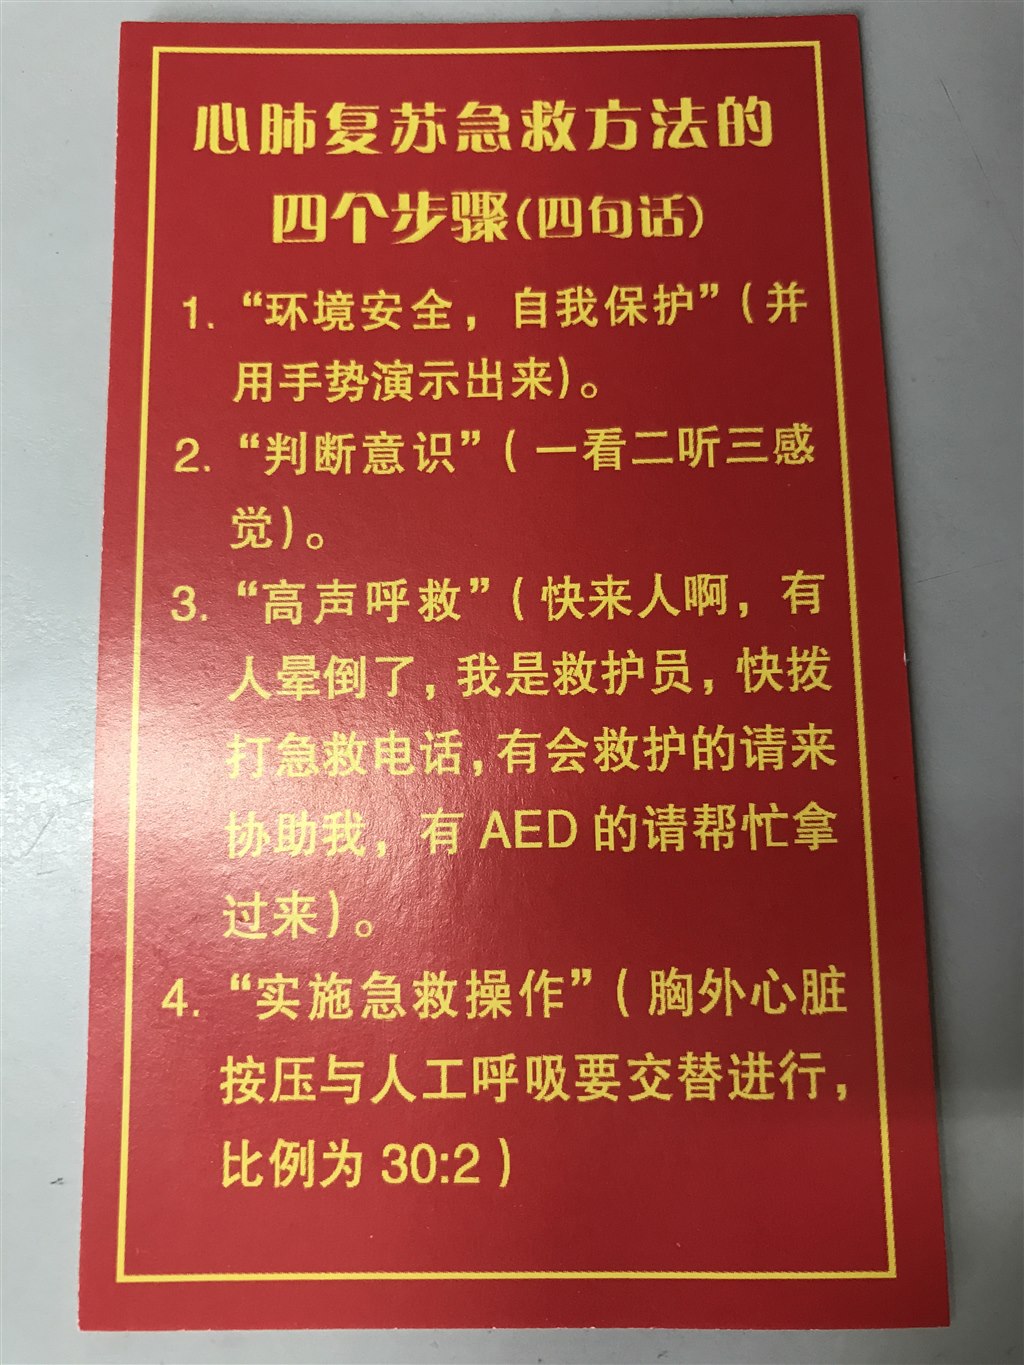 心肺复苏急救方法的
四个步骤(四句话)
1. “环境安全，自我保护”(并
用手势演示出来)。
2. “判断意识”(一看二听三感
觉)。
3. “高声呼救”(快来人啊，有
人晕倒了，我是救护员，快拨
打急救电话，有会救护的请来
协助我，有 AED 的请帮忙拿
过来)。
4. “实施急救操作”(胸外心脏
按压与人工呼吸要交替进行，
比例为 30:2)